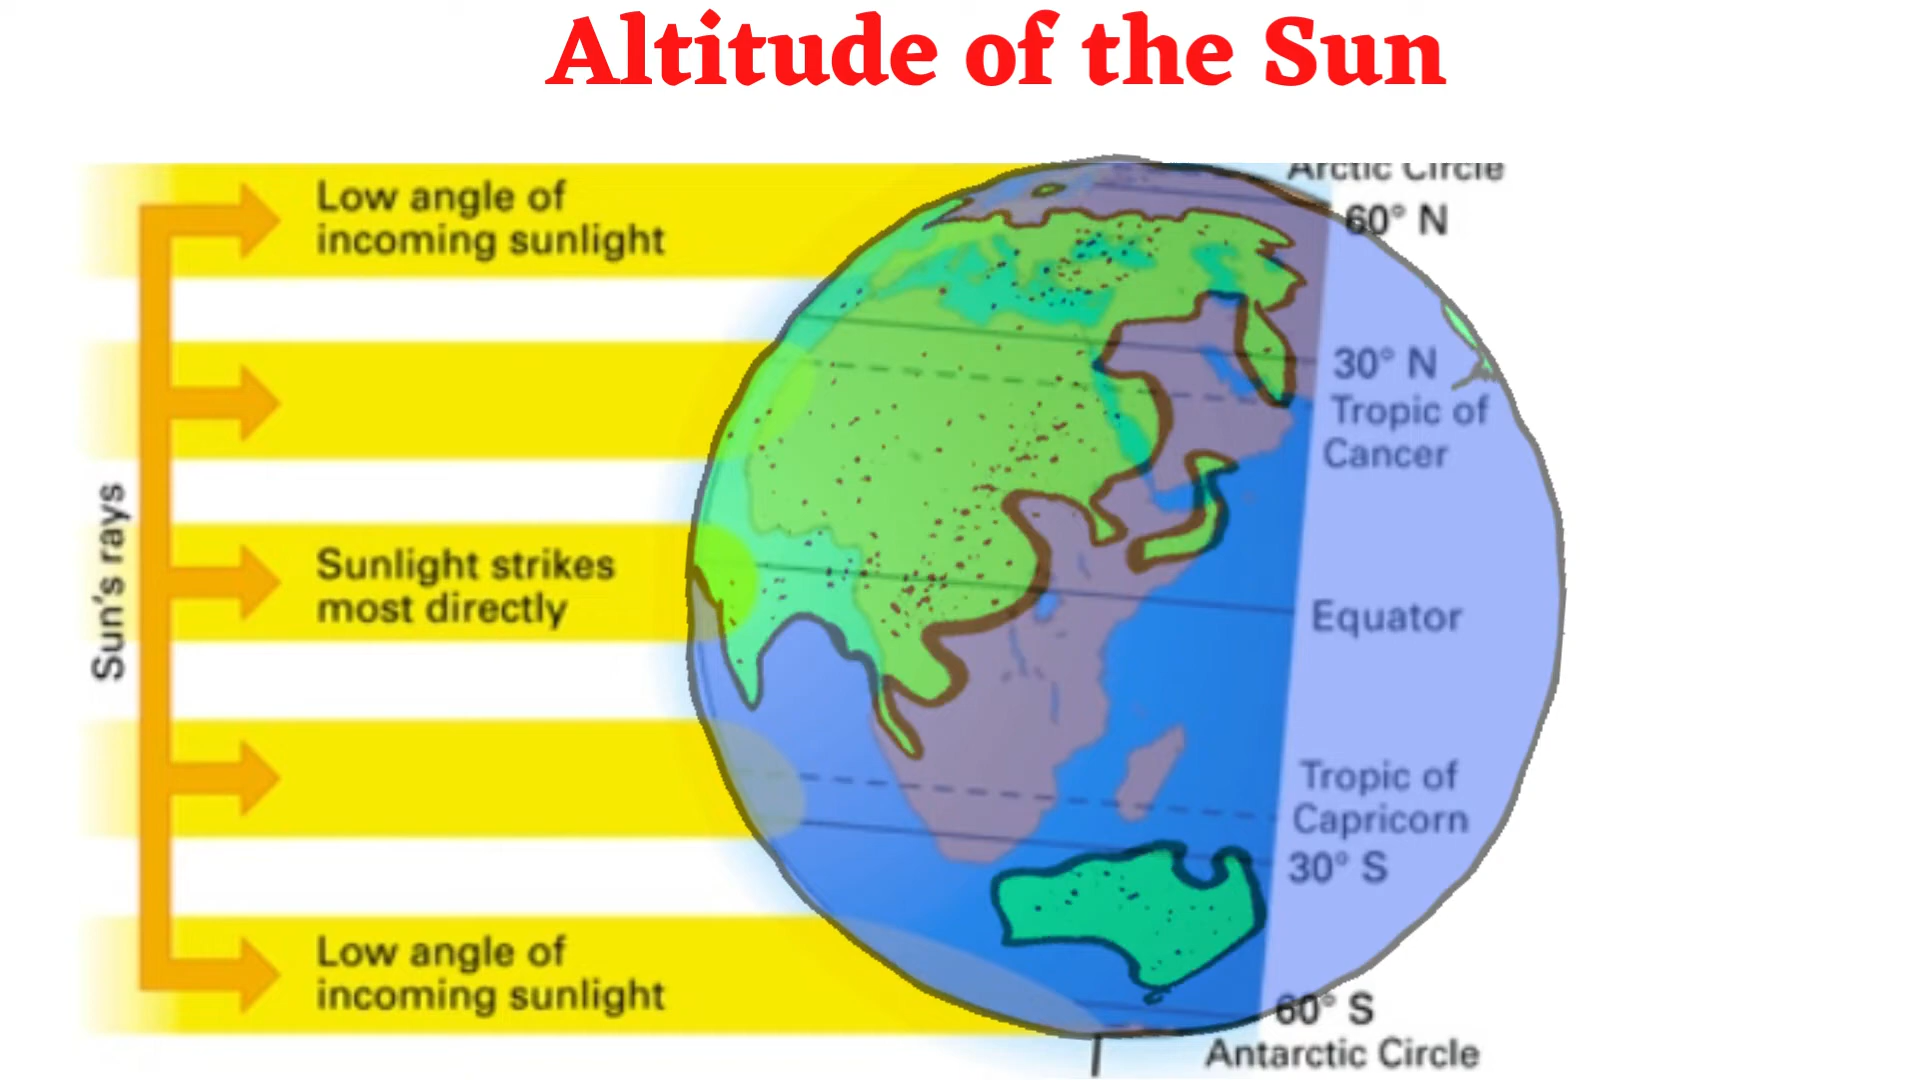 Altitude of the Sun
Arctic Circle
60° N
Low angle of
incoming sunlight
30° N
Tropic of
Cancer
Sun's rays
Sunlight strikes
most directly
Equator
Tropic of
Capricorn
30° S
Low angle of
incoming sunlight
60° S
Antarctic Circle